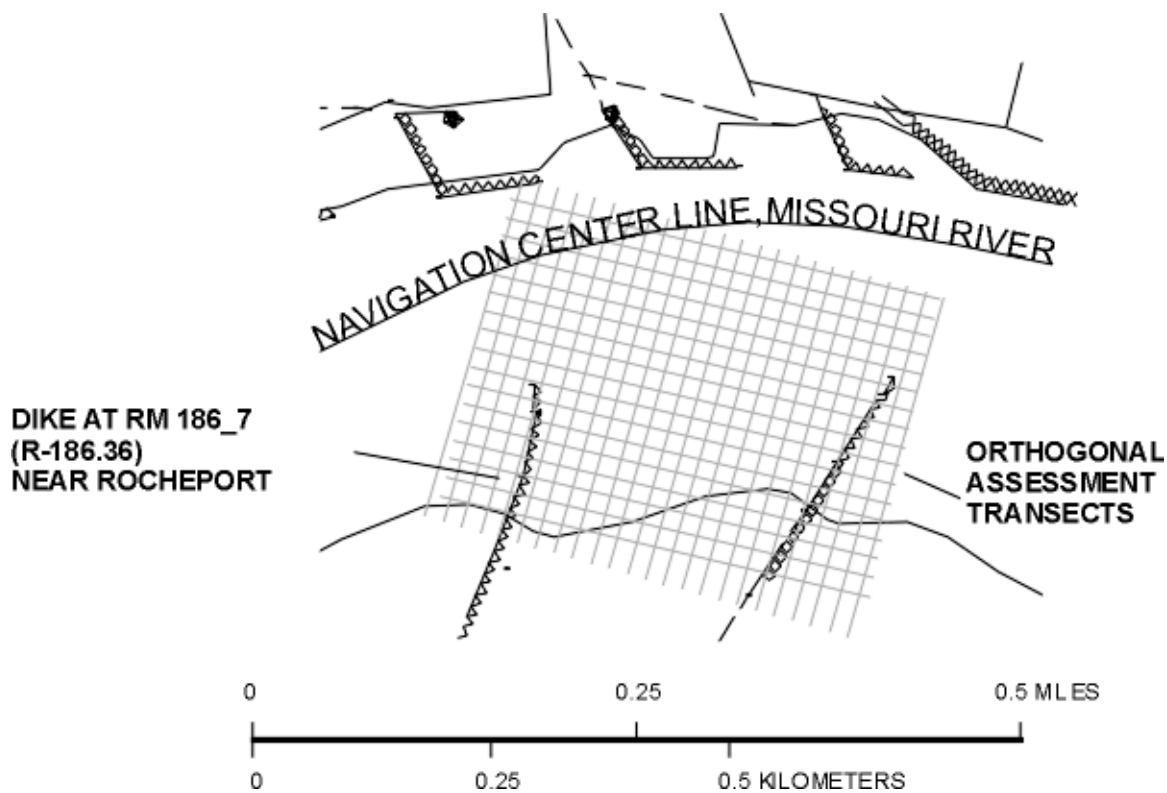 NAVIGATION CENTER LINE, MISSOURI RIVER
DIKE AT RM 186_7
(R-186.36)
NEAR ROCHEPORT
ORTHOGONAL
ASSESSMENT
TRANSECTS
0 0.25 0.5 MLES
0 0.25 0.5 KILOMETERS